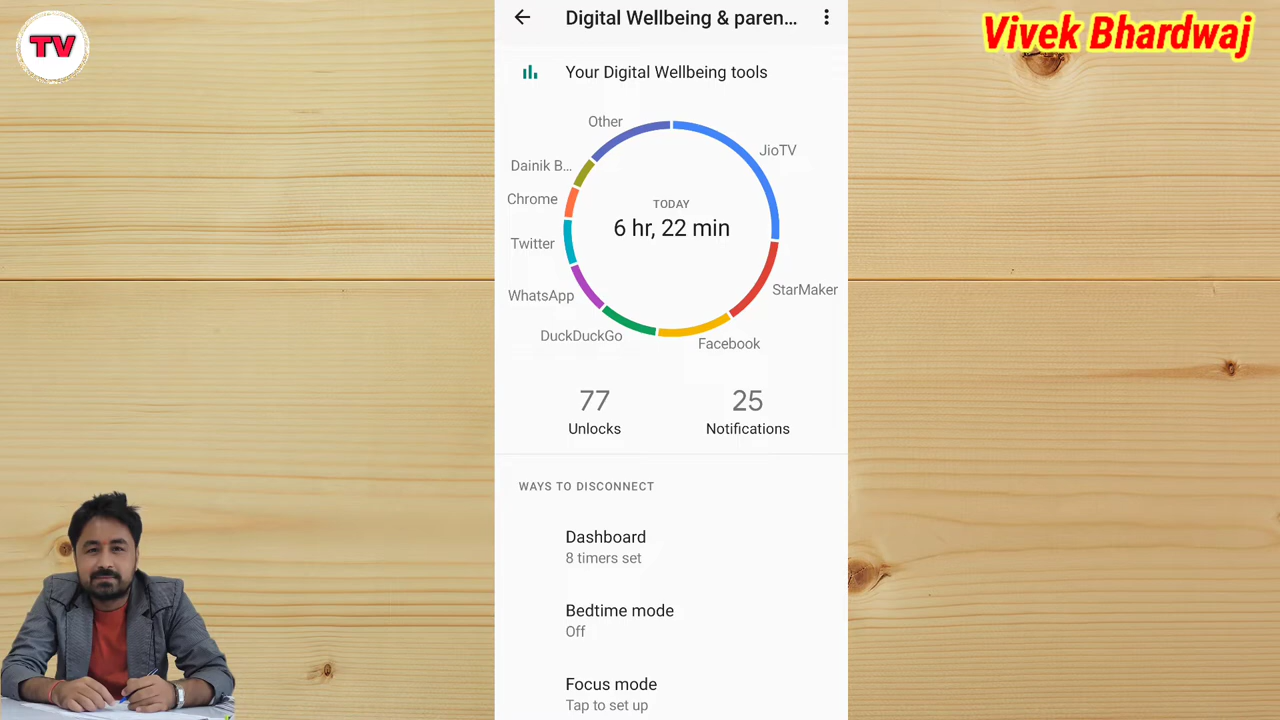 TV
Vivek Bhardwaj
Digital Wellbeing & paren...
Your Digital Wellbeing tools
Other
JioTV
Dainik B...
Chrome
Twitter
WhatsApp
DuckDuckGo
Facebook
StarMaker
TODAY
6 hr, 22 min
77
Unlocks
25
Notifications
WAYS TO DISCONNECT
Dashboard
8 timers set
Bedtime mode
Off
Focus mode
Tap to set up